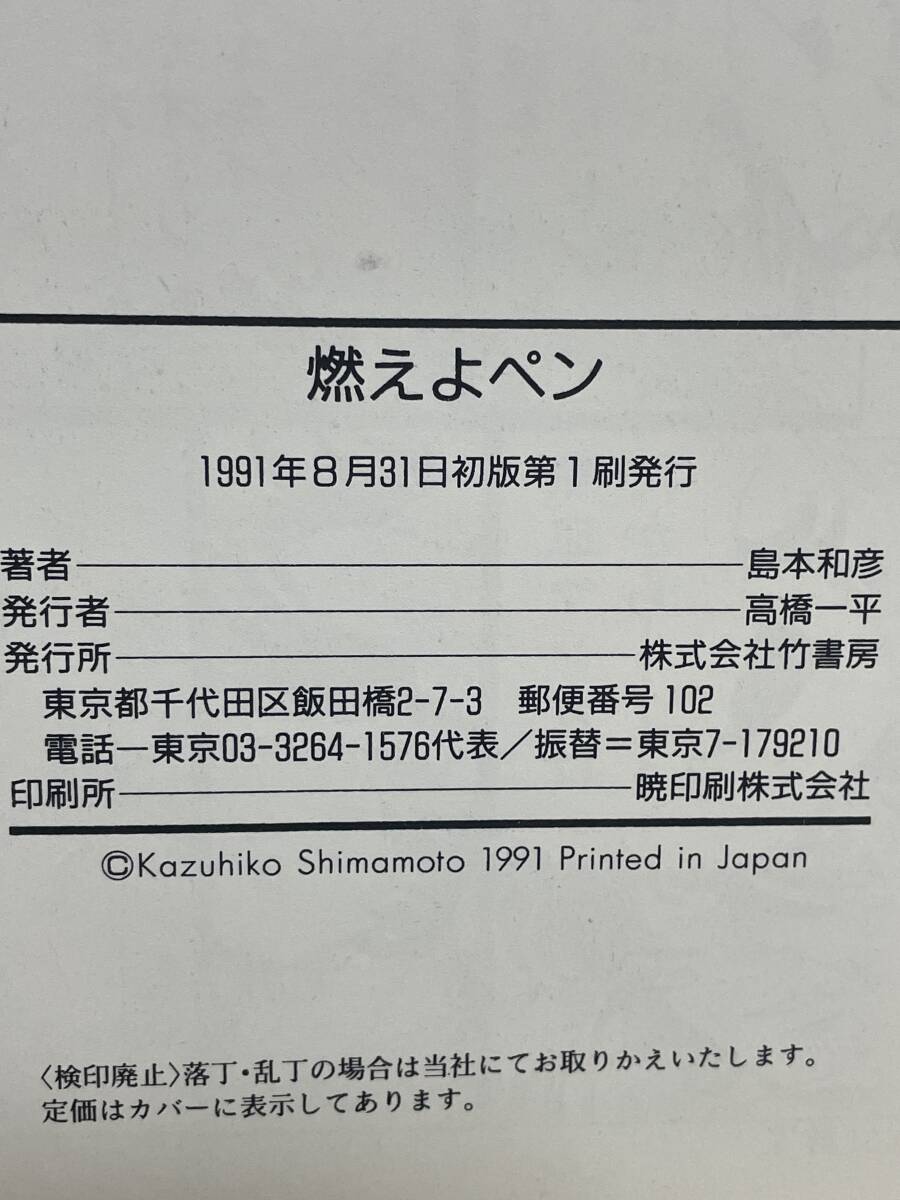 燃えよペン
1991年8月31日初版第1刷発行
著者――島本和彦
発行者――高橋一平
発行所――株式会社竹書房
東京都千代田区飯田橋2-7-3　郵便番号102
電話―東京03-3264-1576代表／振替＝東京7-179210
印刷所――暁印刷株式会社
©Kazuhiko Shimamoto 1991 Printed in Japan
〈検印廃止〉落丁・乱丁の場合は当社にてお取りかえいたします。
定価はカバーに表示してあります。